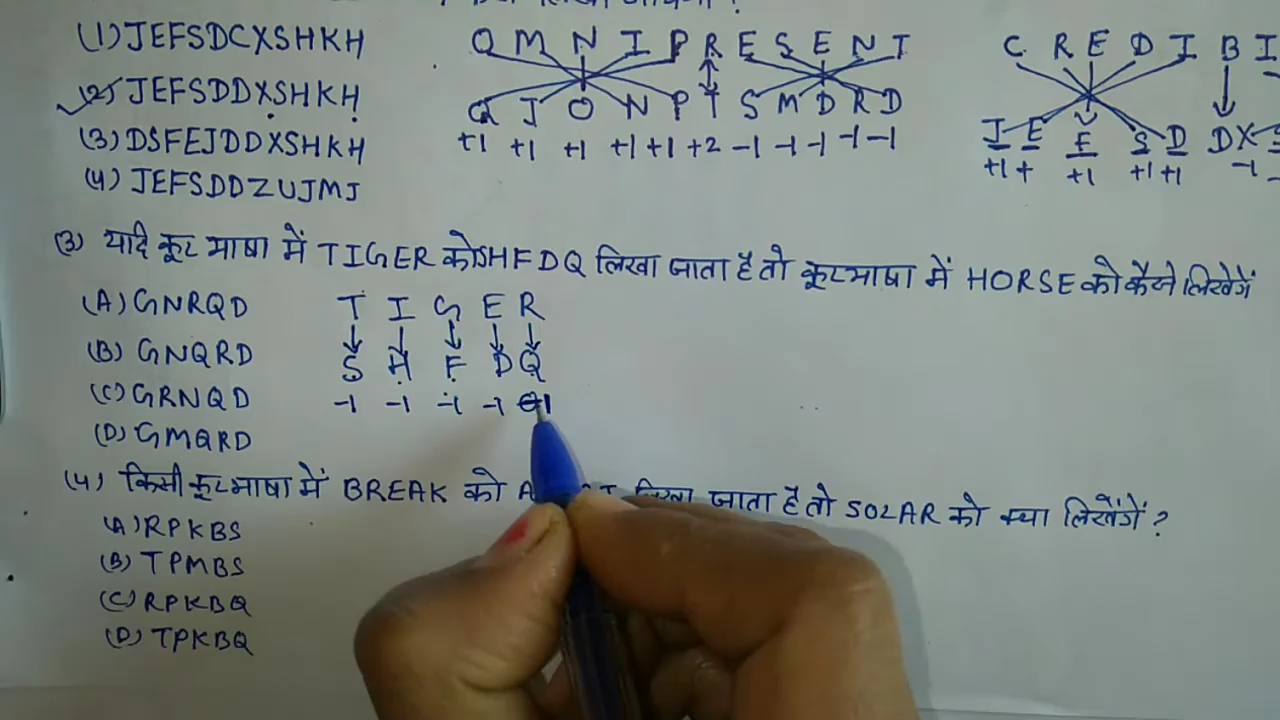 (1) JEFSDCXSHKH
(2) JEFSDDXSHKH
(3) DSFEJDDXSHKH
(4) JEFSDDZUJMJ
O M N I P R E S E N T
Q J O N P T S M D R D
+1 +1 +1 +1 +1 +2 -1 -1 -1 -1 -1
C R E D I B I
J E F S D D X S
+1 + +1 +1 +1 -1
(3) यदि कूट भाषा में TIGER को SHFDQ लिखा जाता है तो कूटभाषा में HORSE को कैसे लिखेगें
(A) GNRQD
(B) GNQRD
(C) GRNQD
(D) GMQRD
T I G E R
S H F D Q
-1 -1 -1 -1 -1
(4) किसी कूटभाषा में BREAK को A लिखा जाता है तो SOLAR को क्या लिखेंगें ?
(A) RPKBS
(B) TPMBS
(C) RPKBQ
(D) TPKBQ